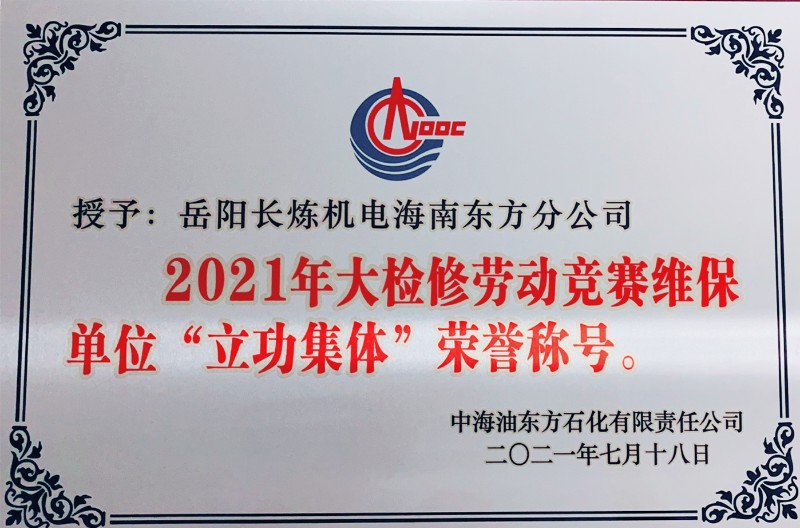 CNOOC
授予：岳阳长炼机电海南东方分公司
2021年大检修劳动竞赛维保
单位“立功集体”荣誉称号。
中海油东方石化有限责任公司
二〇二一年七月十八日